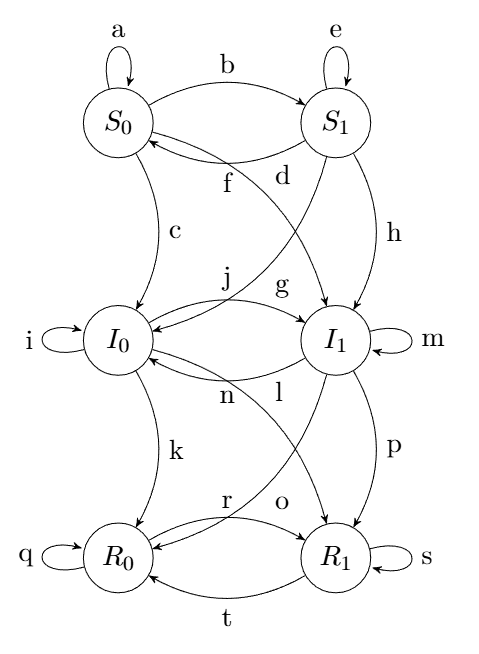 a e
b
S₀ S₁
f d
c h
j g
i I₀ I₁ m
n l
k p
r o
q R₀ R₁ s
t